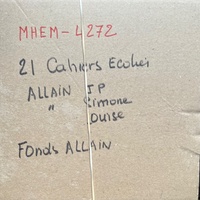 MHEM-4272
21 Cahiers Ecolier
ALLAIN JP
" Simone
Louise
Fonds ALLAIN